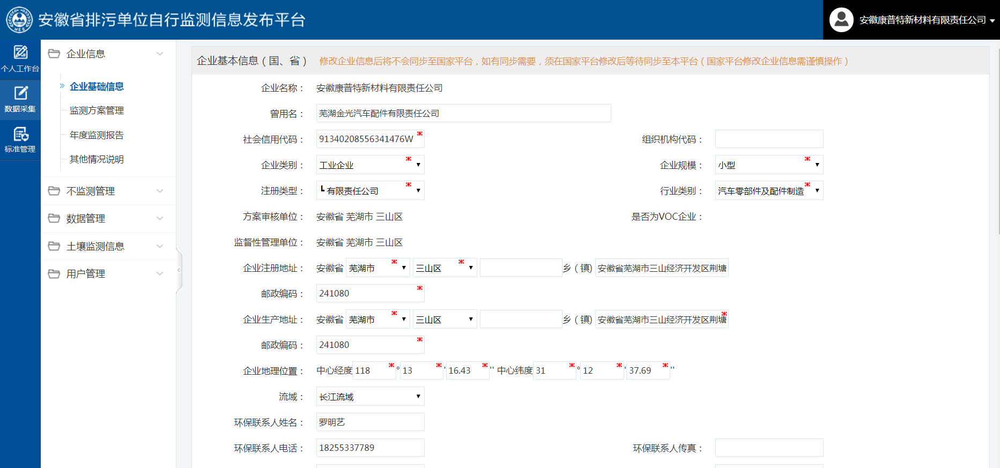 安徽省排污单位自行监测信息发布平台
安徽康普特新材料有限责任公司
个人工作台
数据采集
标准管理
企业信息
企业基础信息
监测方案管理
年度监测报告
其他情况说明
不监测管理
数据管理
土壤监测信息
用户管理
企业基本信息（国、省） 修改企业信息后将不会同步至国家平台，如有同步需要，须在国家平台修改后等待同步至本平台（国家平台修改企业信息需谨慎操作）
企业名称： 安徽康普特新材料有限责任公司
曾用名： 芜湖金光汽车配件有限责任公司
社会信用代码： 91340208556341476W * 组织机构代码：
企业类别： 工业企业 * 企业规模： 小型 *
注册类型： ┗ 有限责任公司 * 行业类别： 汽车零部件及配件制造 *
方案审核单位： 安徽省 芜湖市 三山区 是否为VOC企业：
监督性管理单位： 安徽省 芜湖市 三山区
企业注册地址： 安徽省 芜湖市 * 三山区 * 乡（镇) 安徽省芜湖市三山经济开发区荆塘
邮政编码： 241080 *
企业生产地址： 安徽省 芜湖市 * 三山区 乡（镇) 安徽省芜湖市三山经济开发区荆塘 *
邮政编码： 241080 *
企业地理位置： 中心经度 118 * ° 13 * ' 16.43 * '' 中心纬度 31 * ° 12 * ' 37.69 * ''
流域： 长江流域
环保联系人姓名： 罗明艺
环保联系人电话： 18255337789 环保联系人传真：